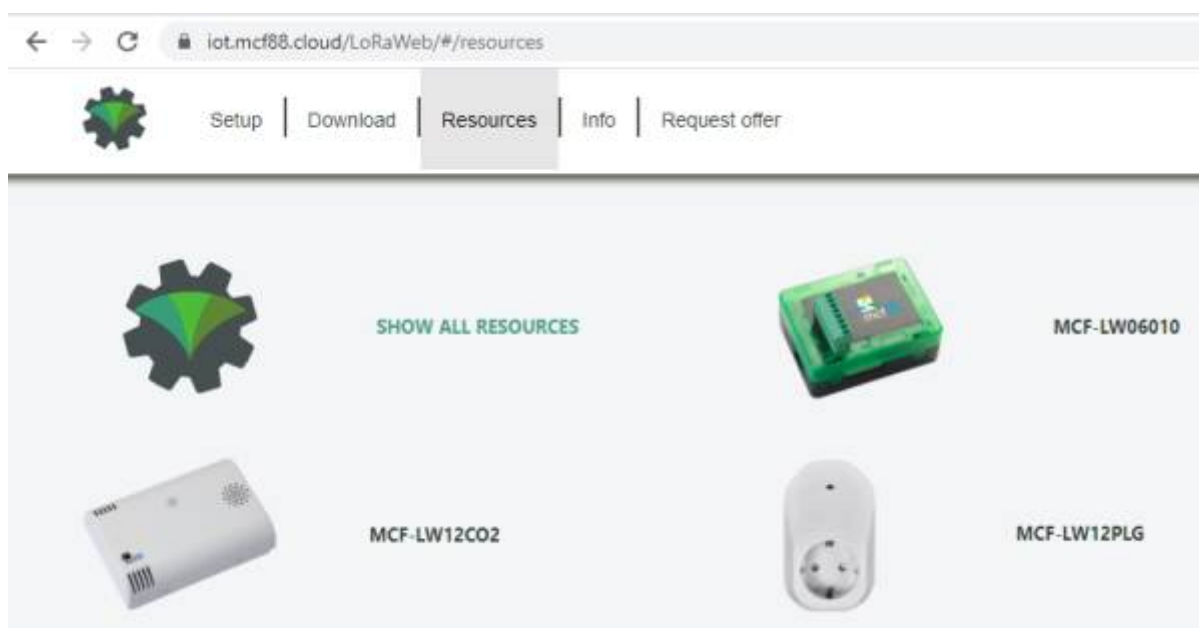 iot.mcf88.cloud/LoRaWeb/#/resources
Setup Download Resources Info Request offer
SHOW ALL RESOURCES
MCF-LW06010
MCF-LW12CO2
MCF-LW12PLG